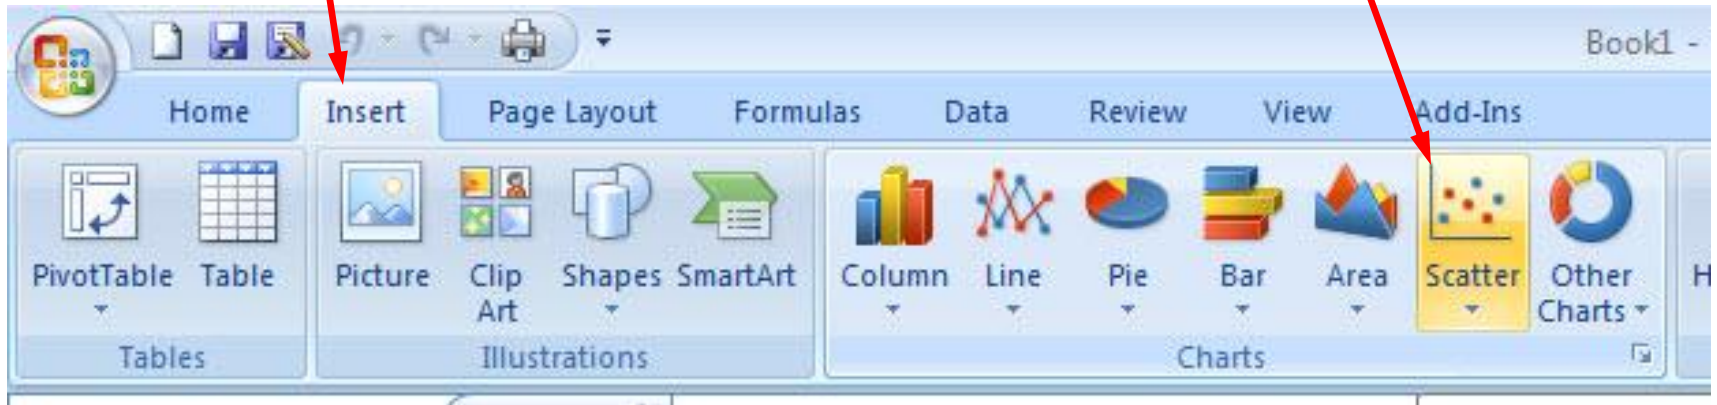 Book1 -
Home Insert Page Layout Formulas Data Review View Add-Ins
PivotTable Table Picture Clip Art Shapes SmartArt Column Line Pie Bar Area Scatter Other Charts H
Tables Illustrations Charts